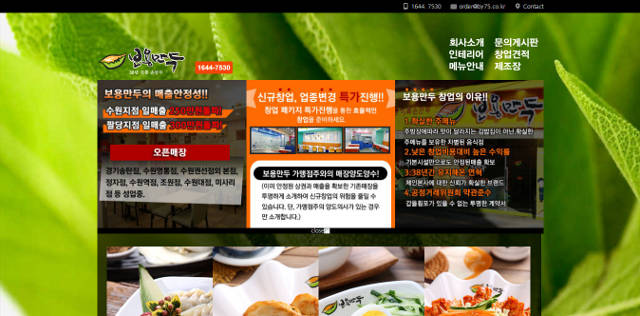 1644 7530 order@by75.co.kr Contact
보용만두
1644-7530
회사소개 문의게시판
인테리어 창업견적
메뉴안내 제조장
보용만두의 매출안정성!!
수원지점 일매출
팔달지점 일매출
오픈매장
경기송탄점, 수원영통점, 수원권선점외 본점,
정자점, 수원역점, 조원점, 수원대점, 미사리
점 등 성업중.
신규창업, 업종변경 특가진행!!
창업 패키지 특가진행을 통한 효율적인
창업을 준비하세요.
보용만두 가맹점주와의 매장양도양수!
(이미 안정된 상권과 매출을 확보한 기존매장을
투명하게 소개하여 신규창업의 위험을 줄일 수
있습니다. 단, 가맹점주의 양도의사가 있는 경우
만 소개합니다.)
보용만두 창업의 이유!!
1.확실한 주메뉴
주방장에따라 맛이 달라지는 김밥집이 아닌 확실한
주메뉴를 보유한 차별된 음식점
2.낮은 창업비용대비 높은 수익률
기본시설만으로도 안정된매출 확보
3.38년간 유지해온 연혁
체인본사에 대한 신뢰가 확실한 브랜드
4.공정거래위원회 약관준수
갑을횡포가 있을 수 없는 투명한 계약서
close
보용만두
보용만두